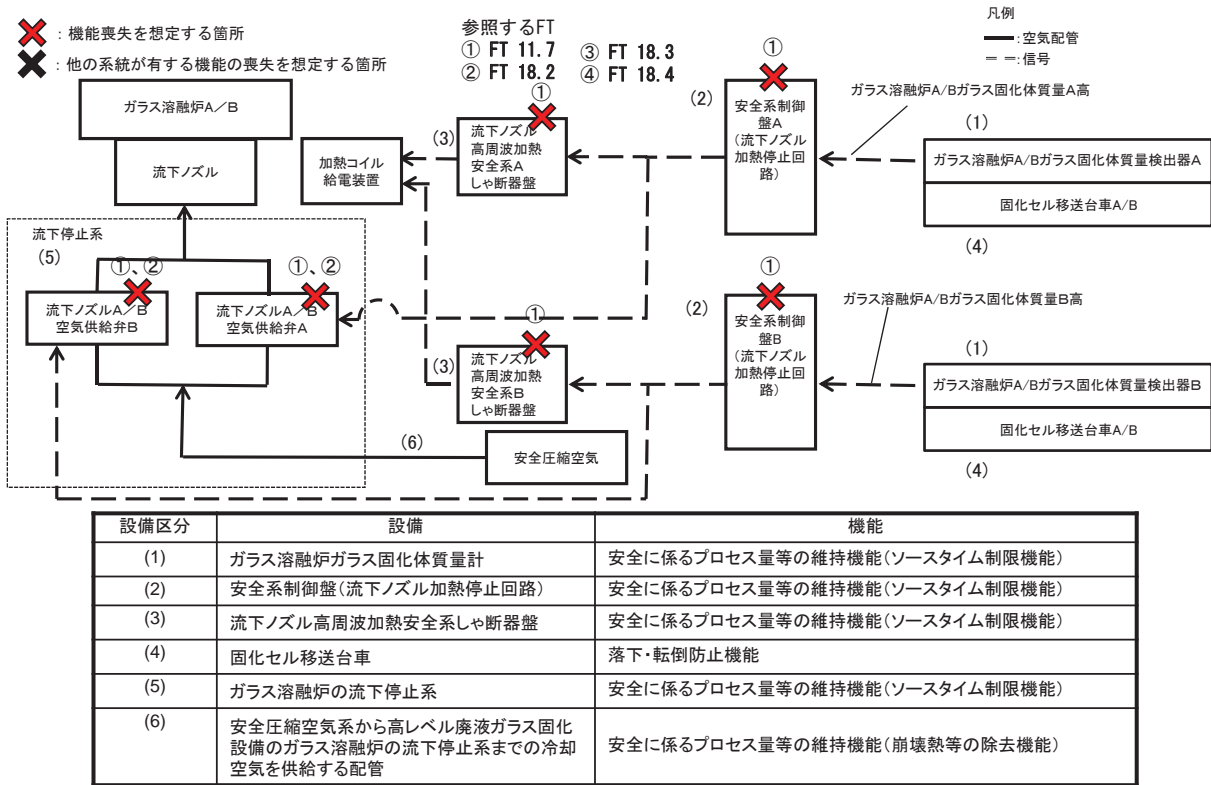 ：機能喪失を想定する箇所
：他の系統が有する機能の喪失を想定する箇所
参照するFT
① FT 11.7
② FT 18.2
③ FT 18.3
④ FT 18.4
凡例
：空気配管
：信号
ガラス溶融炉A／B
流下ノズル
加熱コイル
給電装置
(3)
①
流下ノズル
高周波加熱
安全系A
しゃ断器盤
(2)
①
安全系制御
盤A
(流下ノズル
加熱停止回
路)
ガラス溶融炉A/Bガラス固化体質量A高
(1)
ガラス溶融炉A/Bガラス固化体質量検出器A
固化セル移送台車A/B
(4)
流下停止系
(5)
①、②
流下ノズルA／B
空気供給弁B
①、②
流下ノズルA／B
空気供給弁A
(3)
①
流下ノズル
高周波加熱
安全系B
しゃ断器盤
(2)
①
安全系制御
盤B
(流下ノズル
加熱停止回
路)
ガラス溶融炉A/Bガラス固化体質量B高
(1)
ガラス溶融炉A/Bガラス固化体質量検出器B
固化セル移送台車A/B
(4)
(6)
安全圧縮空気
設備区分 設備 機能
(1) ガラス溶融炉ガラス固化体質量計 安全に係るプロセス量等の維持機能(ソースタイム制限機能)
(2) 安全系制御盤(流下ノズル加熱停止回路) 安全に係るプロセス量等の維持機能(ソースタイム制限機能)
(3) 流下ノズル高周波加熱安全系しゃ断器盤 安全に係るプロセス量等の維持機能(ソースタイム制限機能)
(4) 固化セル移送台車 落下・転倒防止機能
(5) ガラス溶融炉の流下停止系 安全に係るプロセス量等の維持機能(ソースタイム制限機能)
(6) 安全圧縮空気系から高レベル廃液ガラス固化
設備のガラス溶融炉の流下停止系までの冷却
空気を供給する配管
安全に係るプロセス量等の維持機能(崩壊熱等の除去機能)